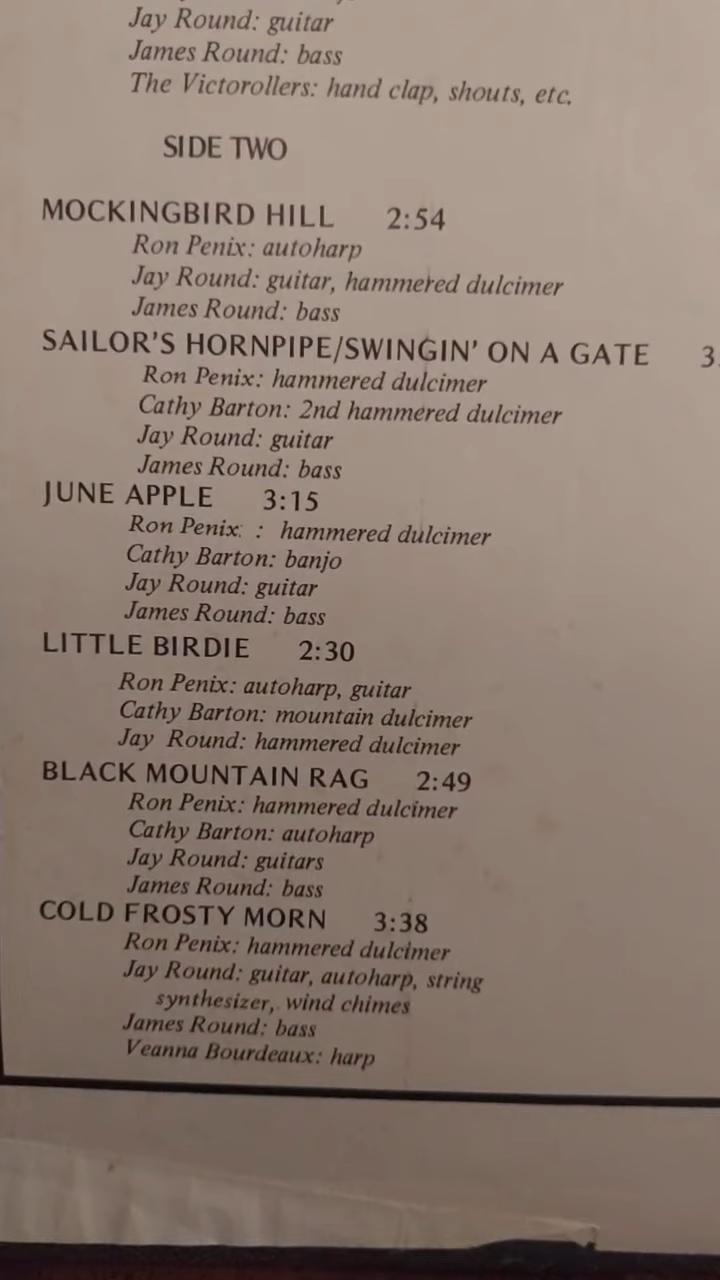 Jay Round: guitar
James Round: bass
The Victorollers: hand clap, shouts, etc.
SIDE TWO
MOCKINGBIRD HILL 2:54
Ron Penix: autoharp
Jay Round: guitar, hammered dulcimer
James Round: bass
SAILOR'S HORNPIPE/SWINGIN' ON A GATE
Ron Penix: hammered dulcimer
Cathy Barton: 2nd hammered dulcimer
Jay Round: guitar
James Round: bass
JUNE APPLE 3:15
Ron Penix : hammered dulcimer
Cathy Barton: banjo
Jay Round: guitar
James Round: bass
LITTLE BIRDIE 2:30
Ron Penix: autoharp, guitar
Cathy Barton: mountain dulcimer
Jay Round: hammered dulcimer
BLACK MOUNTAIN RAG 2:49
Ron Penix: hammered dulcimer
Cathy Barton: autoharp
Jay Round: guitars
James Round: bass
COLD FROSTY MORN 3:38
Ron Penix: hammered dulcimer
Jay Round: guitar, autoharp, string
synthesizer, wind chimes
James Round: bass
Veanna Bourdeaux: harp